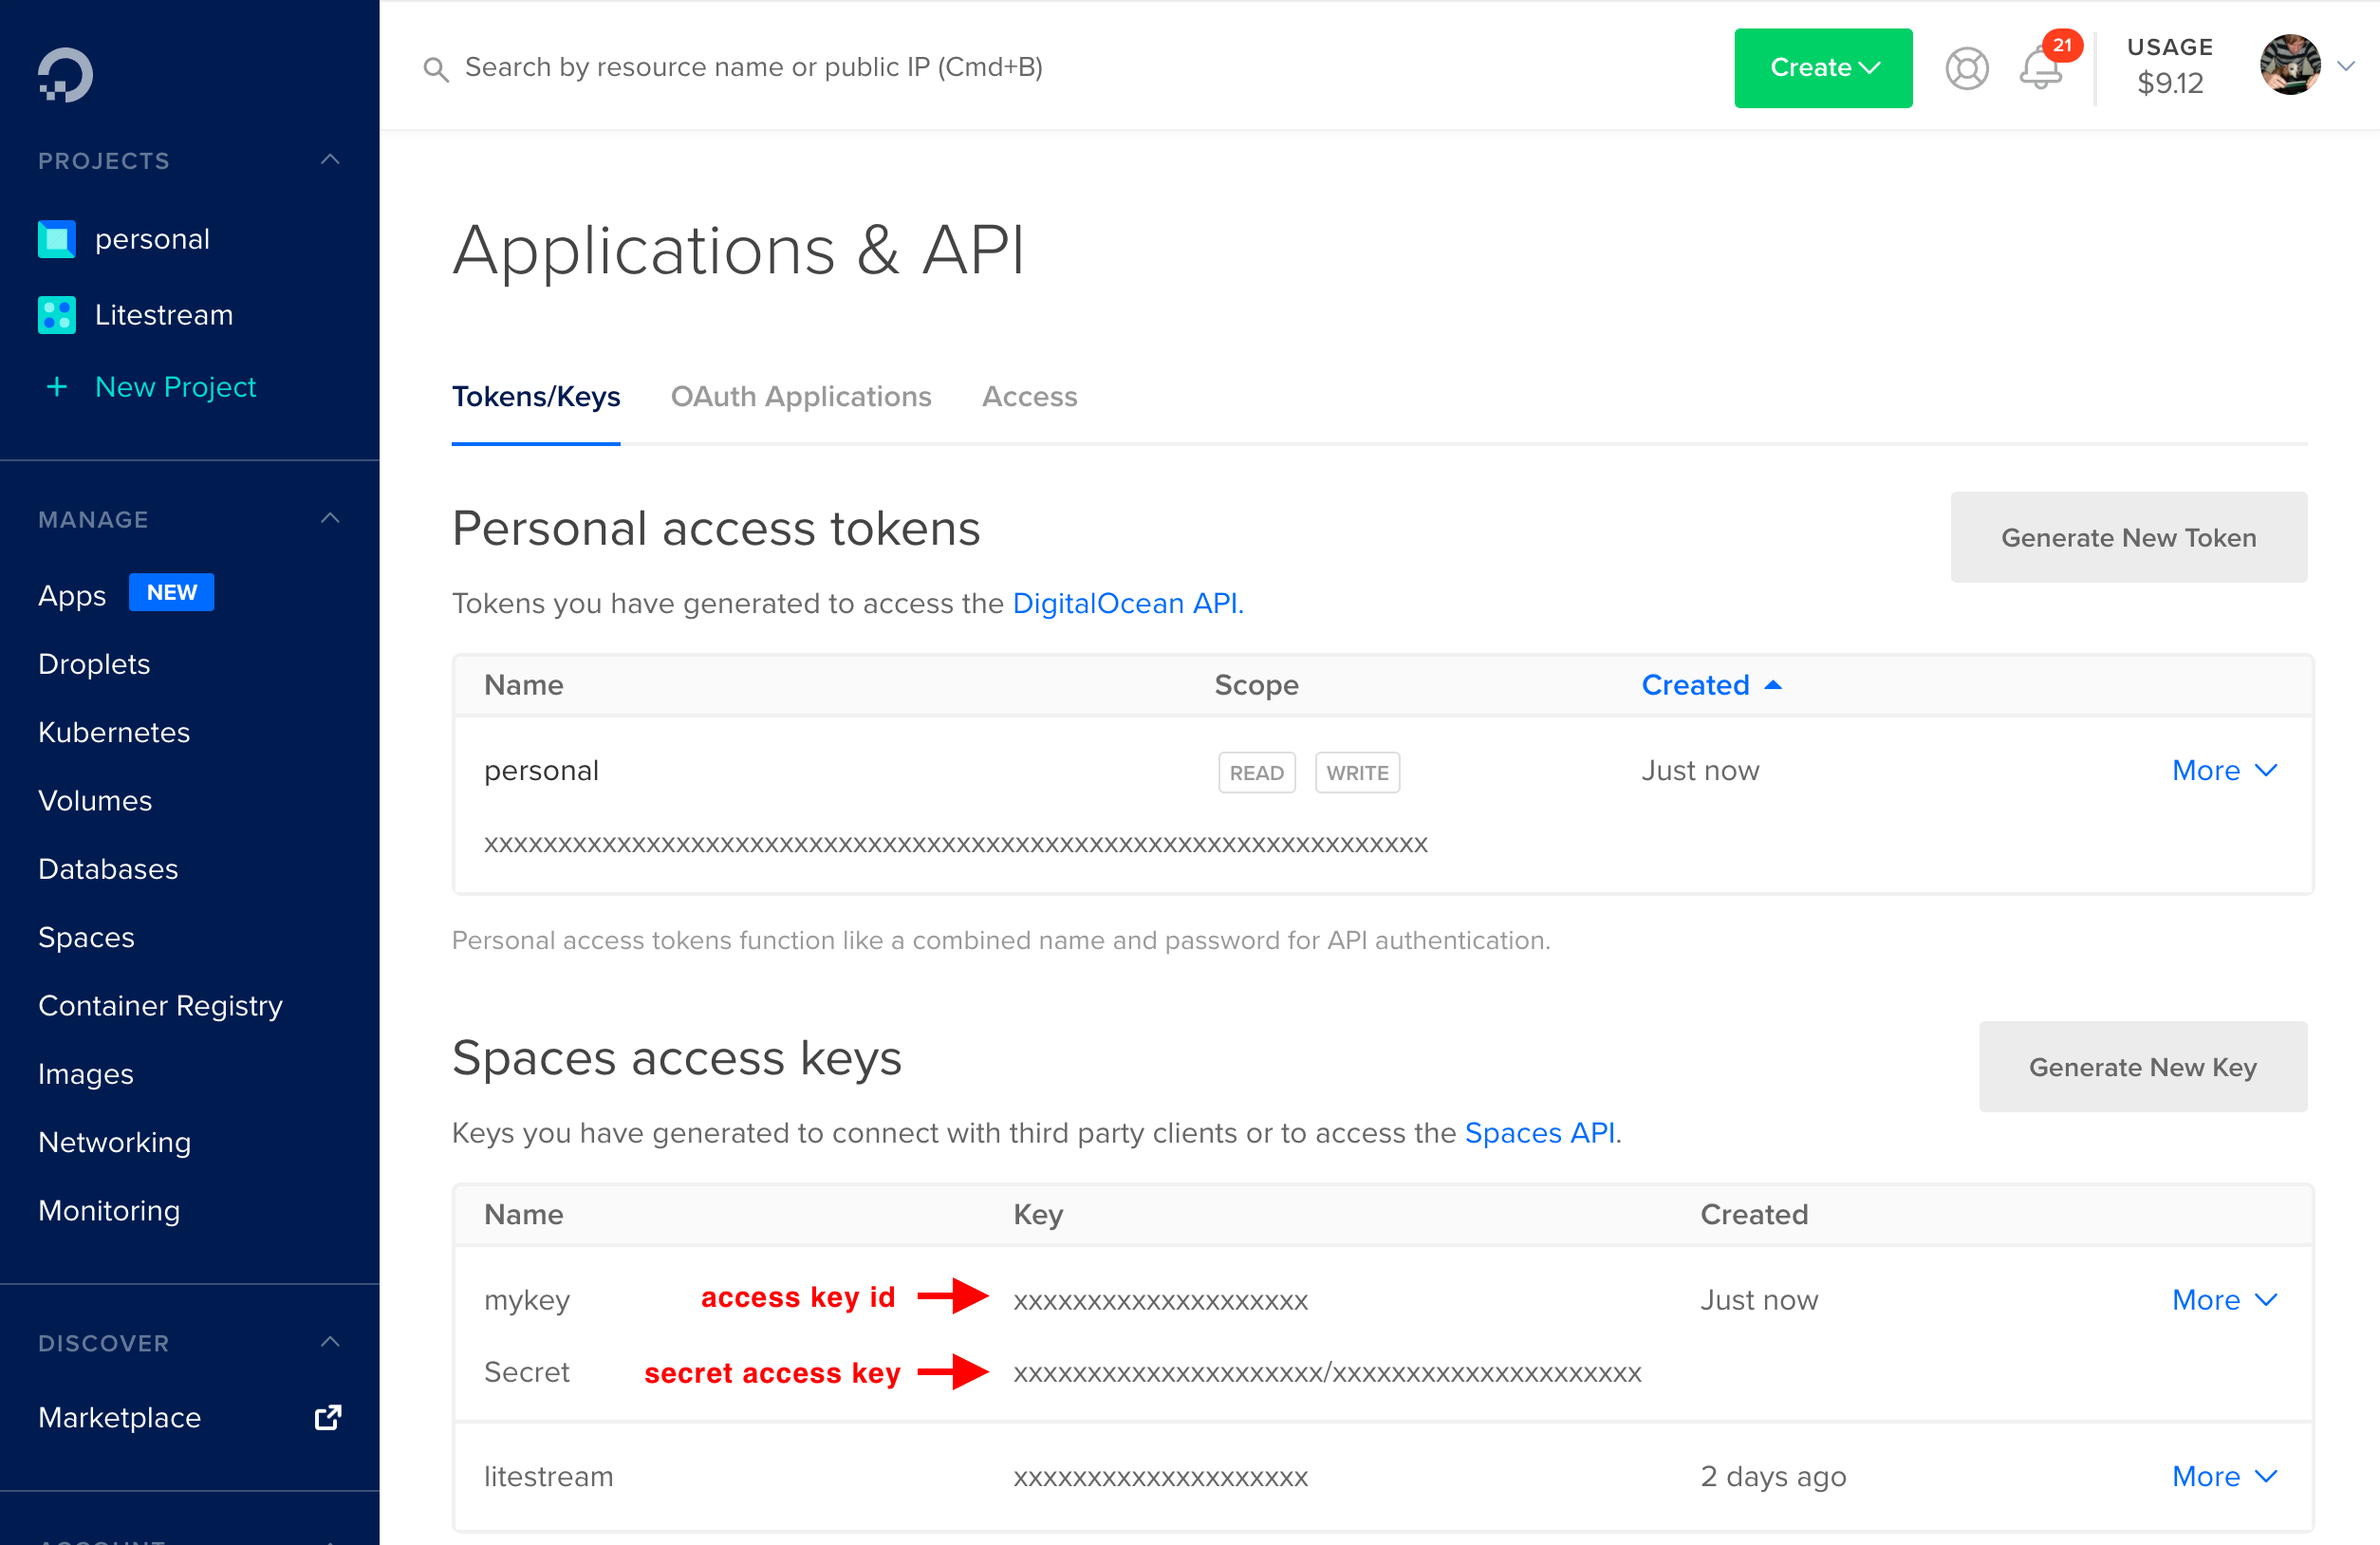 Search by resource name or public IP (Cmd+B)
Create
21
USAGE
$9.12
PROJECTS
personal
Litestream
+ New Project
MANAGE
Apps NEW
Droplets
Kubernetes
Volumes
Databases
Spaces
Container Registry
Images
Networking
Monitoring
DISCOVER
Marketplace
ACCOUNT
Applications & API
Tokens/Keys OAuth Applications Access
Personal access tokens
Generate New Token
Tokens you have generated to access the DigitalOcean API.
Name Scope Created
personal READ WRITE Just now More
xxxxxxxxxxxxxxxxxxxxxxxxxxxxxxxxxxxxxxxxxxxxxxxxxxxxxxxxxxxxxxxx
Personal access tokens function like a combined name and password for API authentication.
Spaces access keys
Generate New Key
Keys you have generated to connect with third party clients or to access the Spaces API.
Name Key Created
mykey access key id xxxxxxxxxxxxxxxxxxxx Just now More
Secret secret access key xxxxxxxxxxxxxxxxxxxxx/xxxxxxxxxxxxxxxxxxxxx
litestream xxxxxxxxxxxxxxxxxxxx 2 days ago More